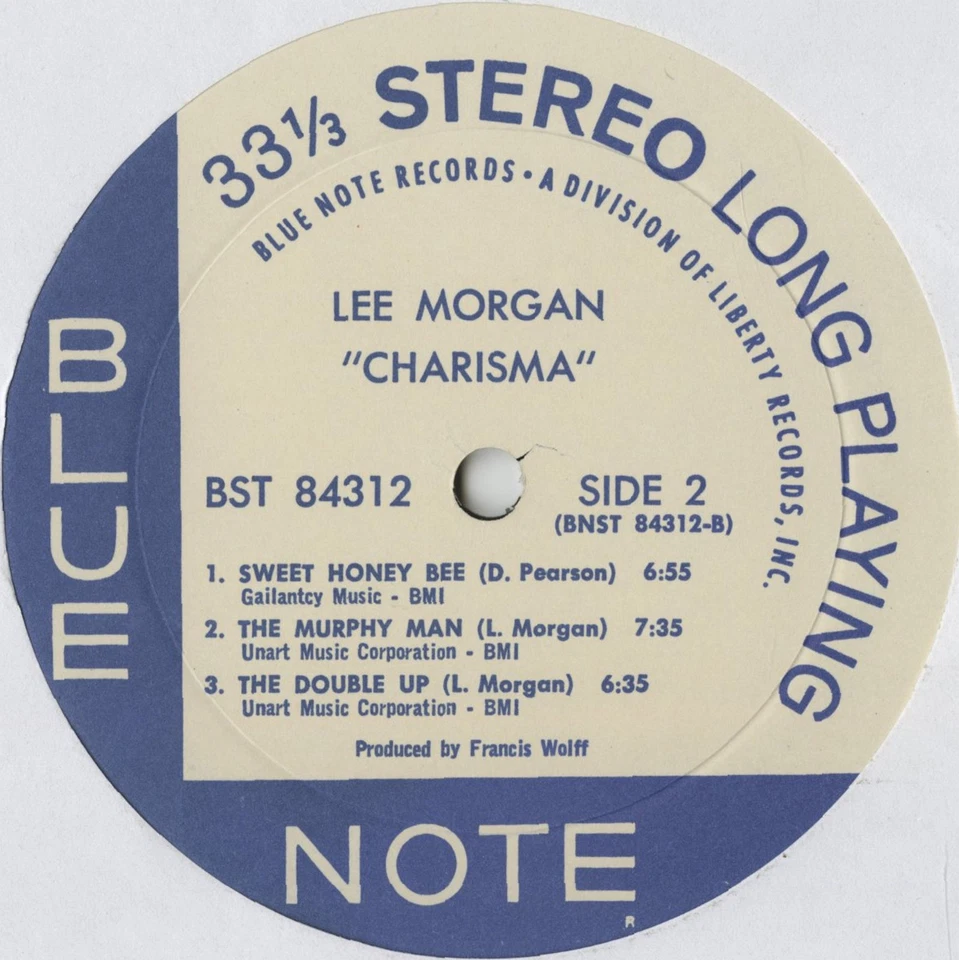 33⅓ STEREO LONG PLAYING
BLUE NOTE RECORDS · A DIVISION OF LIBERTY RECORDS, INC.
LEE MORGAN
"CHARISMA"
BST 84312
SIDE 2
(BNST 84312-B)
1. SWEET HONEY BEE (D. Pearson) 6:55
Gailantcy Music - BMI
2. THE MURPHY MAN (L. Morgan) 7:35
Unart Music Corporation - BMI
3. THE DOUBLE UP (L. Morgan) 6:35
Unart Music Corporation - BMI
Produced by Francis Wolff
BLUE
NOTE
R